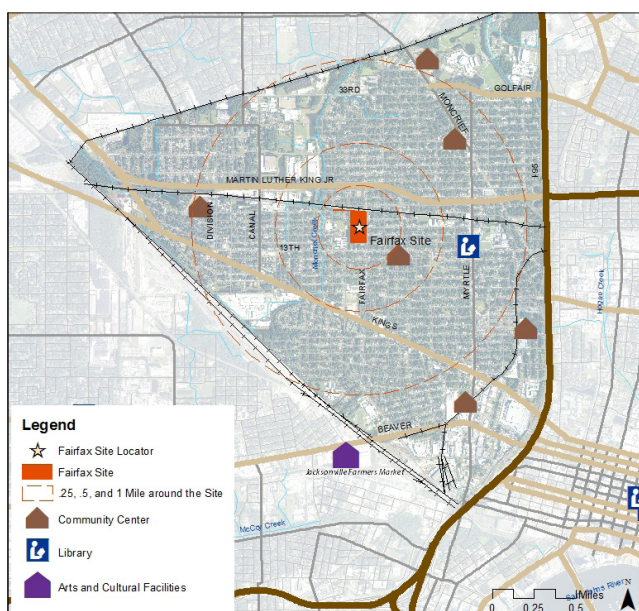 33RD
GOLFAIR
MONCRIEF
MARTIN LUTHER KING JR
I-95
DIVISION
CANAL
13TH
Moncrief Creek
Fairfax Site
FAIRFAX
MYRTLE
KINGS
Hogan Creek
BEAVER
Jacksonville Farmers Market
McCoy Creek
Legend
Fairfax Site Locator
Fairfax Site
.25, .5, and 1 Mile around the Site
Community Center
Library
Arts and Cultural Facilities
N
Miles
0 0.25 0.5 1